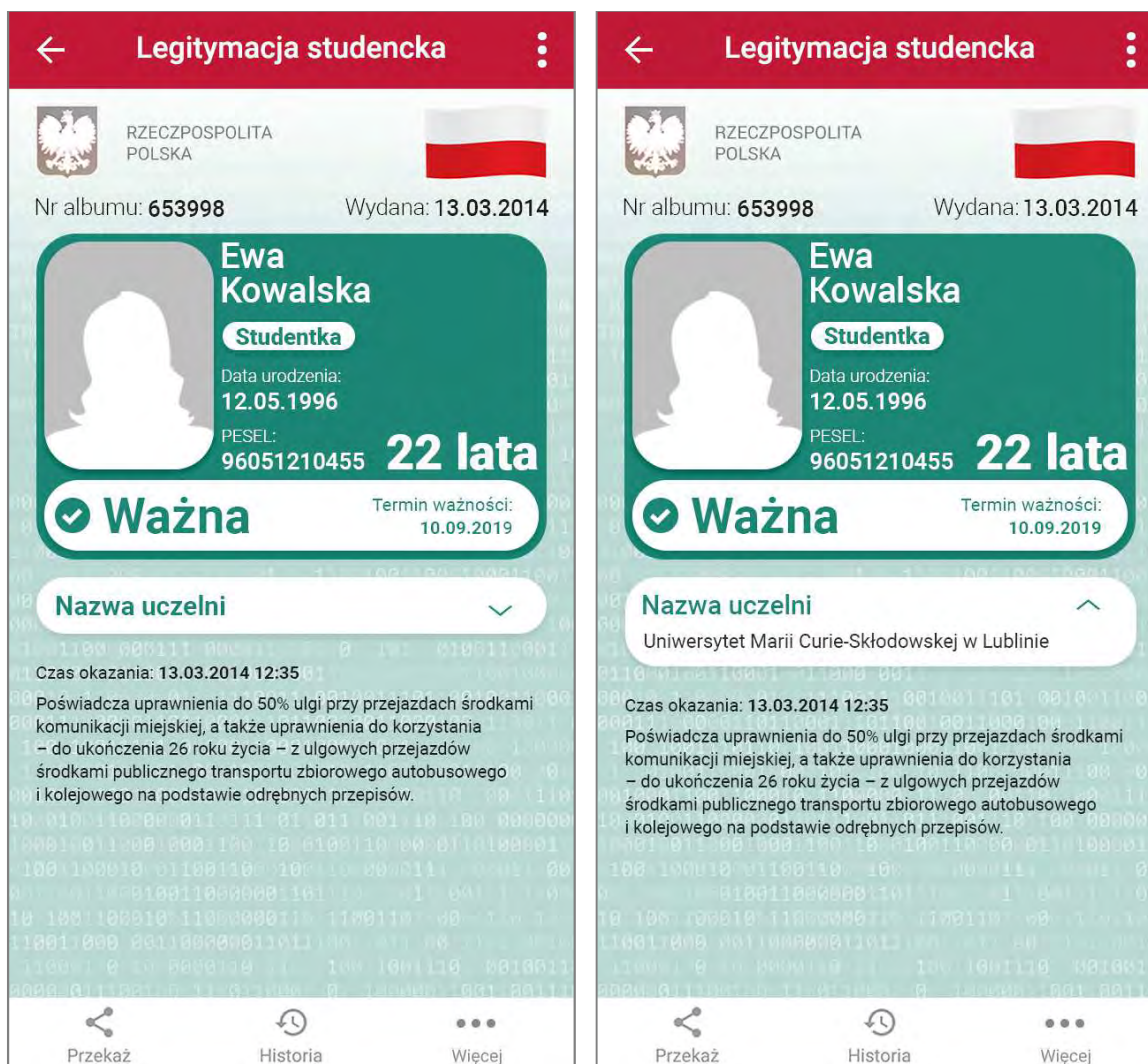 Legitymacja studencka
RZECZPOSPOLITA
POLSKA
Nr albumu: 653998 Wydana: 13.03.2014
Ewa
Kowalska
Studentka
Data urodzenia:
12.05.1996
PESEL:
96051210455 22 lata
Ważna
Termin ważności:
10.09.2019
Nazwa uczelni
Czas okazania: 13.03.2014 12:35
Poświadcza uprawnienia do 50% ulgi przy przejazdach środkami
komunikacji miejskiej, a także uprawnienia do korzystania
– do ukończenia 26 roku życia – z ulgowych przejazdów
środkami publicznego transportu zbiorowego autobusowego
i kolejowego na podstawie odrębnych przepisów.
Przekaż Historia Więcej
Legitymacja studencka
RZECZPOSPOLITA
POLSKA
Nr albumu: 653998 Wydana: 13.03.2014
Ewa
Kowalska
Studentka
Data urodzenia:
12.05.1996
PESEL:
96051210455 22 lata
Ważna
Termin ważności:
10.09.2019
Nazwa uczelni
Uniwersytet Marii Curie-Skłodowskej w Lublinie
Czas okazania: 13.03.2014 12:35
Poświadcza uprawnienia do 50% ulgi przy przejazdach środkami
komunikacji miejskiej, a także uprawnienia do korzystania
– do ukończenia 26 roku życia – z ulgowych przejazdów
środkami publicznego transportu zbiorowego autobusowego
i kolejowego na podstawie odrębnych przepisów.
Przekaż Historia Więcej